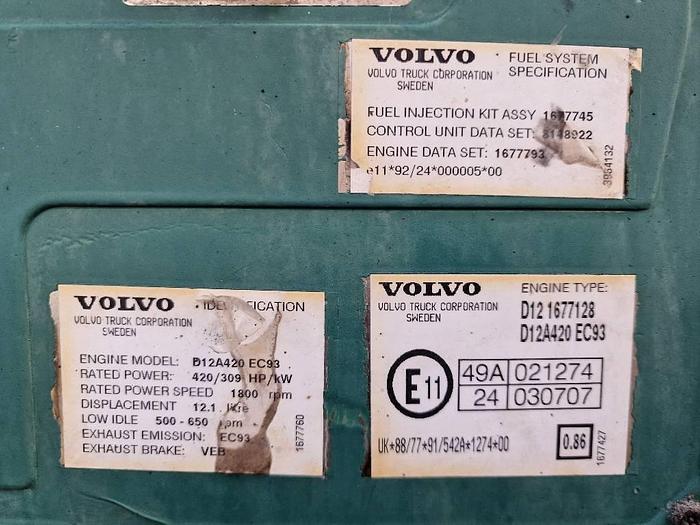 VOLVO
FUEL SYSTEM
SPECIFICATION
VOLVO TRUCK CORPORATION
SWEDEN
FUEL INJECTION KIT ASSY 1677745
CONTROL UNIT DATA SET: 8148922
ENGINE DATA SET: 1677793
e11*92/24*000005*00
3964132
VOLVO
IDENTIFICATION
VOLVO TRUCK CORPORATION
SWEDEN
ENGINE MODEL: D12A420 EC93
RATED POWER: 420/309 HP/kW
RATED POWER SPEED 1800 rpm
DISPLACEMENT 12.1 litre
LOW IDLE 500 - 650 rpm
EXHAUST EMISSION: EC93
EXHAUST BRAKE: VEB
1677760
VOLVO
ENGINE TYPE:
VOLVO TRUCK CORPORATION
SWEDEN
D12 1677128
D12A420 EC93
E11
49A 021274
24 030707
UK*88/77*91/542A*1274*00
0.86
1677427